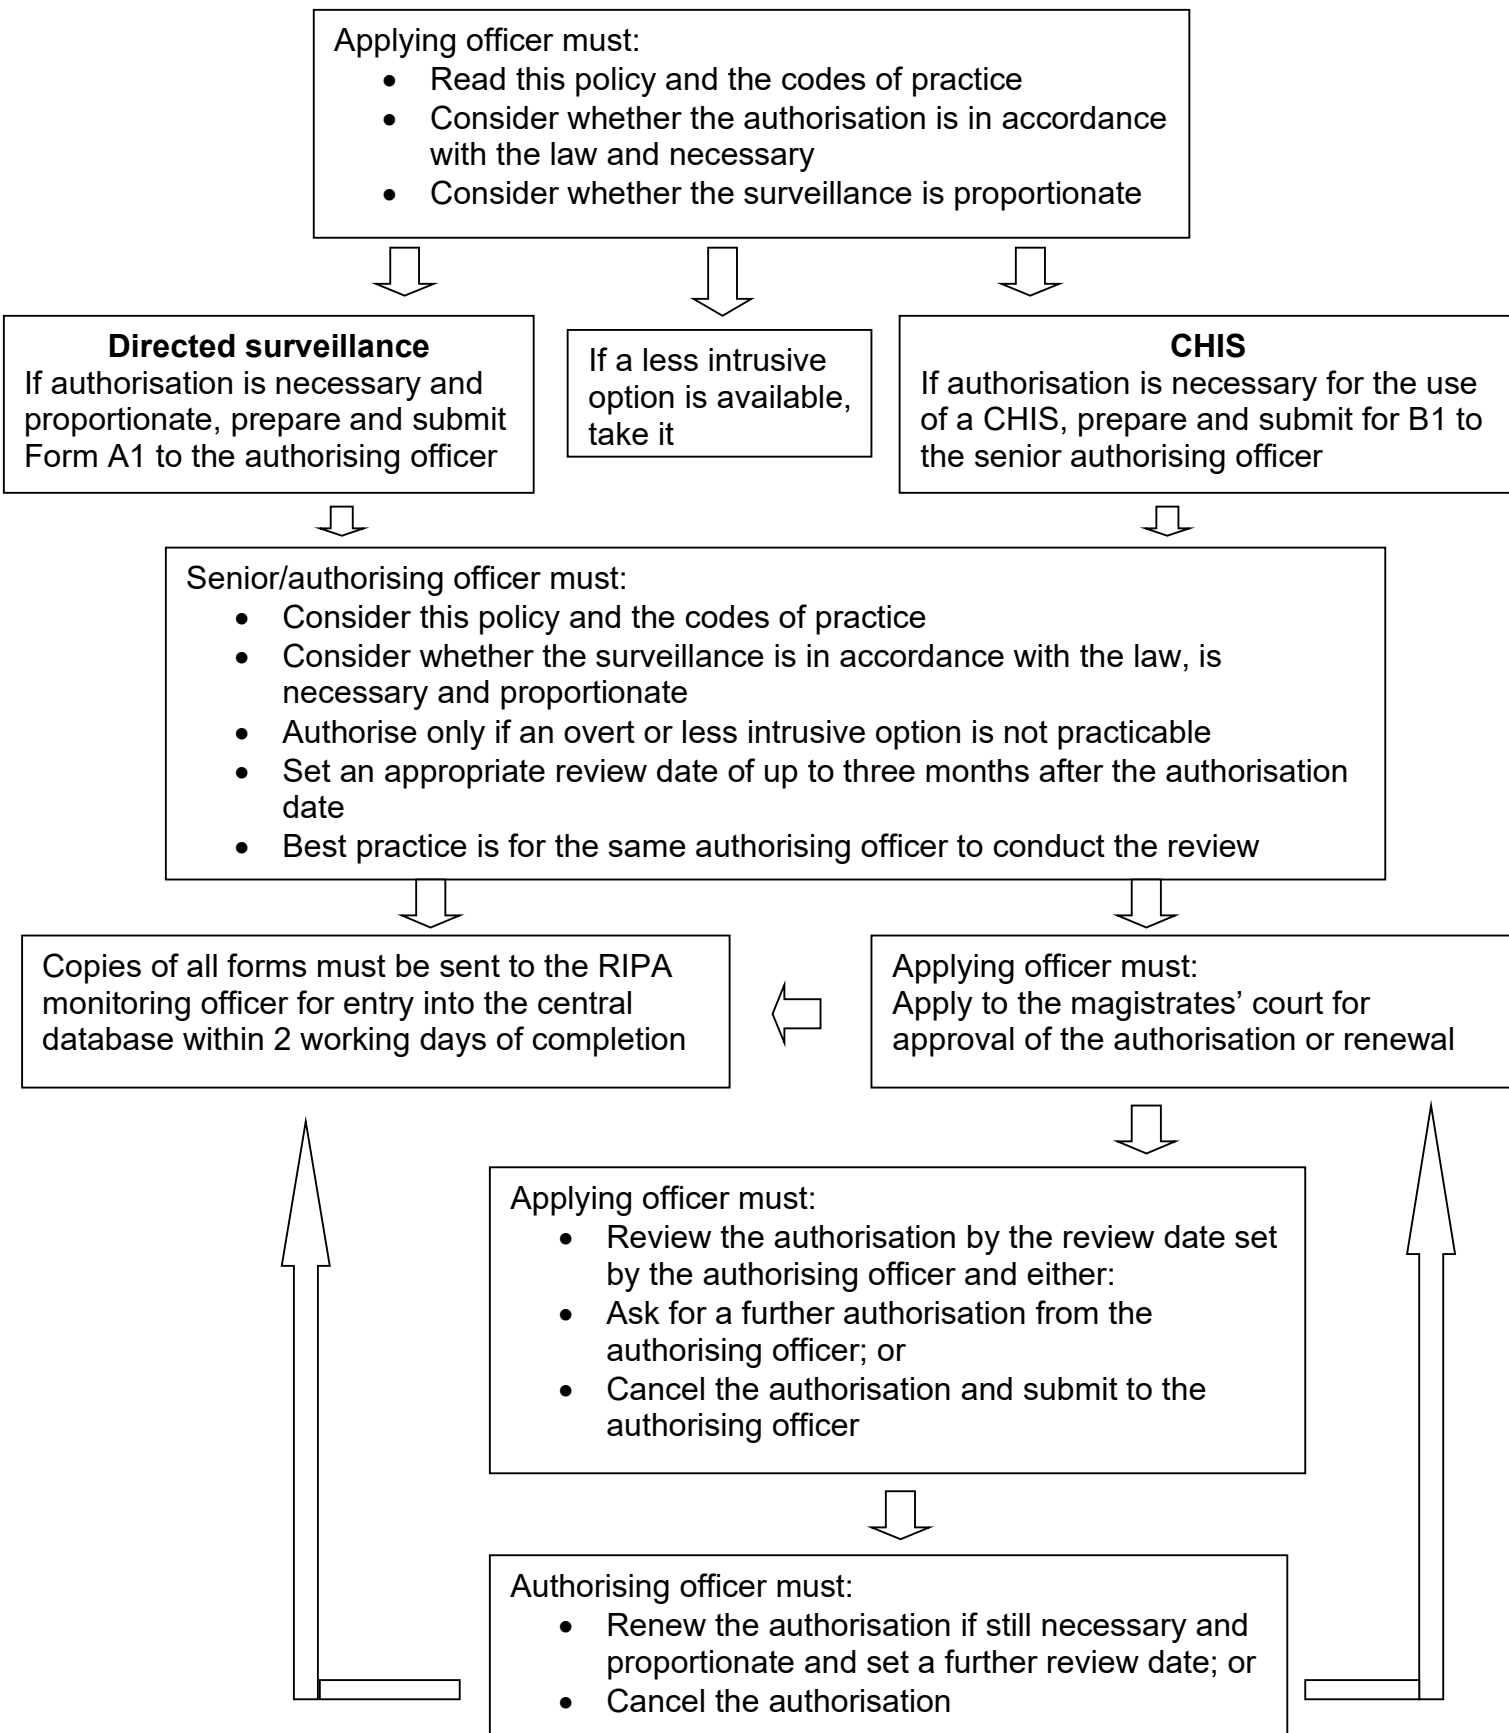 Applying officer must:
• Read this policy and the codes of practice
• Consider whether the authorisation is in accordance
with the law and necessary
• Consider whether the surveillance is proportionate
Directed surveillance
If authorisation is necessary and
proportionate, prepare and submit
Form A1 to the authorising officer
If a less intrusive
option is available,
take it
CHIS
If authorisation is necessary for the use
of a CHIS, prepare and submit for B1 to
the senior authorising officer
Senior/authorising officer must:
• Consider this policy and the codes of practice
• Consider whether the surveillance is in accordance with the law, is
necessary and proportionate
• Authorise only if an overt or less intrusive option is not practicable
• Set an appropriate review date of up to three months after the authorisation
date
• Best practice is for the same authorising officer to conduct the review
Copies of all forms must be sent to the RIPA
monitoring officer for entry into the central
database within 2 working days of completion
Applying officer must:
Apply to the magistrates’ court for
approval of the authorisation or renewal
Applying officer must:
• Review the authorisation by the review date set
by the authorising officer and either:
• Ask for a further authorisation from the
authorising officer; or
• Cancel the authorisation and submit to the
authorising officer
Authorising officer must:
• Renew the authorisation if still necessary and
proportionate and set a further review date; or
• Cancel the authorisation